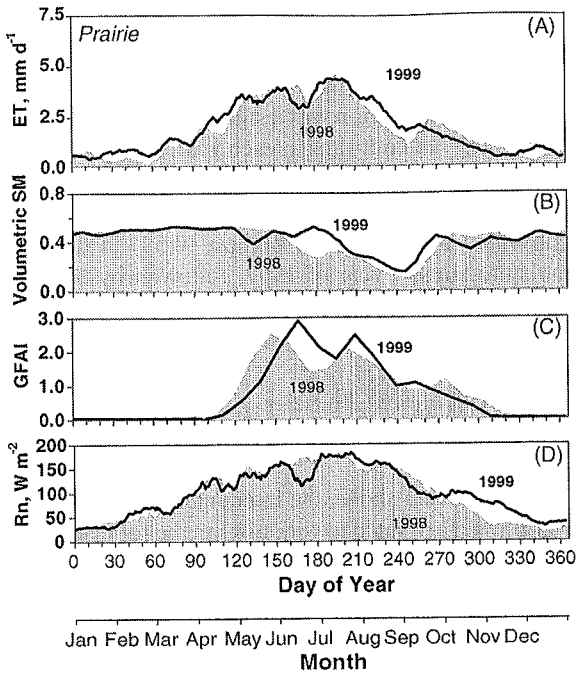 Prairie
(A)
7.5
5.0
2.5
0.0
ET, mm d-1
1999
1998
(B)
0.8
0.4
0.0
Volumetric SM
1999
1998
(C)
3.0
2.0
1.0
0.0
GFAI
1999
1998
(D)
200
150
100
50
0
Rn, W m-2
1999
1998
0 30 60 90 120 150 180 210 240 270 300 330 360
Day of Year
Jan Feb Mar Apr May Jun Jul Aug Sep Oct Nov Dec
Month